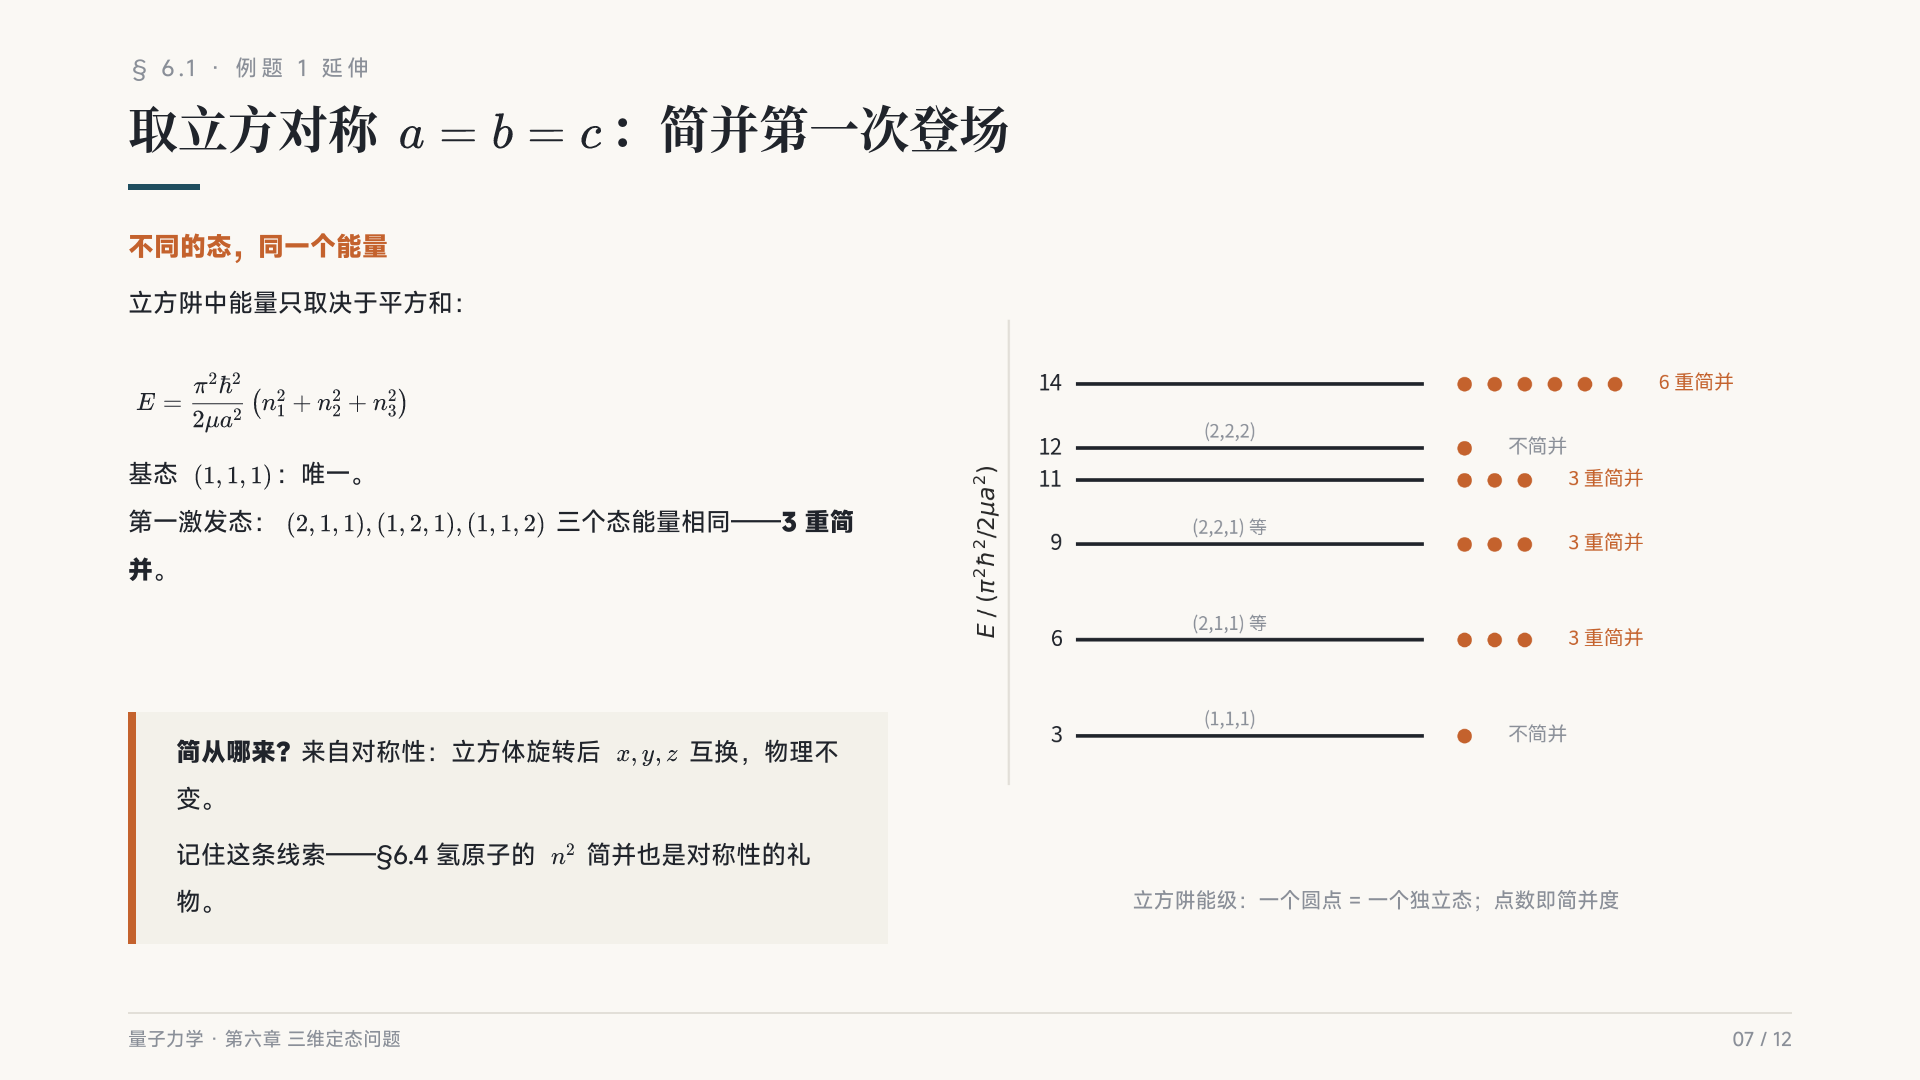 § 6.1 · 例题 1 延伸
取立方对称 a = b = c：简并第一次登场
不同的态，同一个能量
立方阱中能量只取决于平方和：
E = π²ħ²/2μa² (n₁² + n₂² + n₃²)
基态 (1, 1, 1)：唯一。
第一激发态： (2, 1, 1), (1, 2, 1), (1, 1, 2) 三个态能量相同——3 重简
并。
简从哪来? 来自对称性：立方体旋转后 x, y, z 互换，物理不
变。
记住这条线索——§6.4 氢原子的 n² 简并也是对称性的礼
物。
E / (π²ħ²/2μa²)
14 6 重简并
(2,2,2)
12 不简并
11 3 重简并
(2,2,1) 等
9 3 重简并
(2,1,1) 等
6 3 重简并
(1,1,1)
3 不简并
立方阱能级：一个圆点 = 一个独立态；点数即简并度
量子力学 · 第六章 三维定态问题
07 / 12